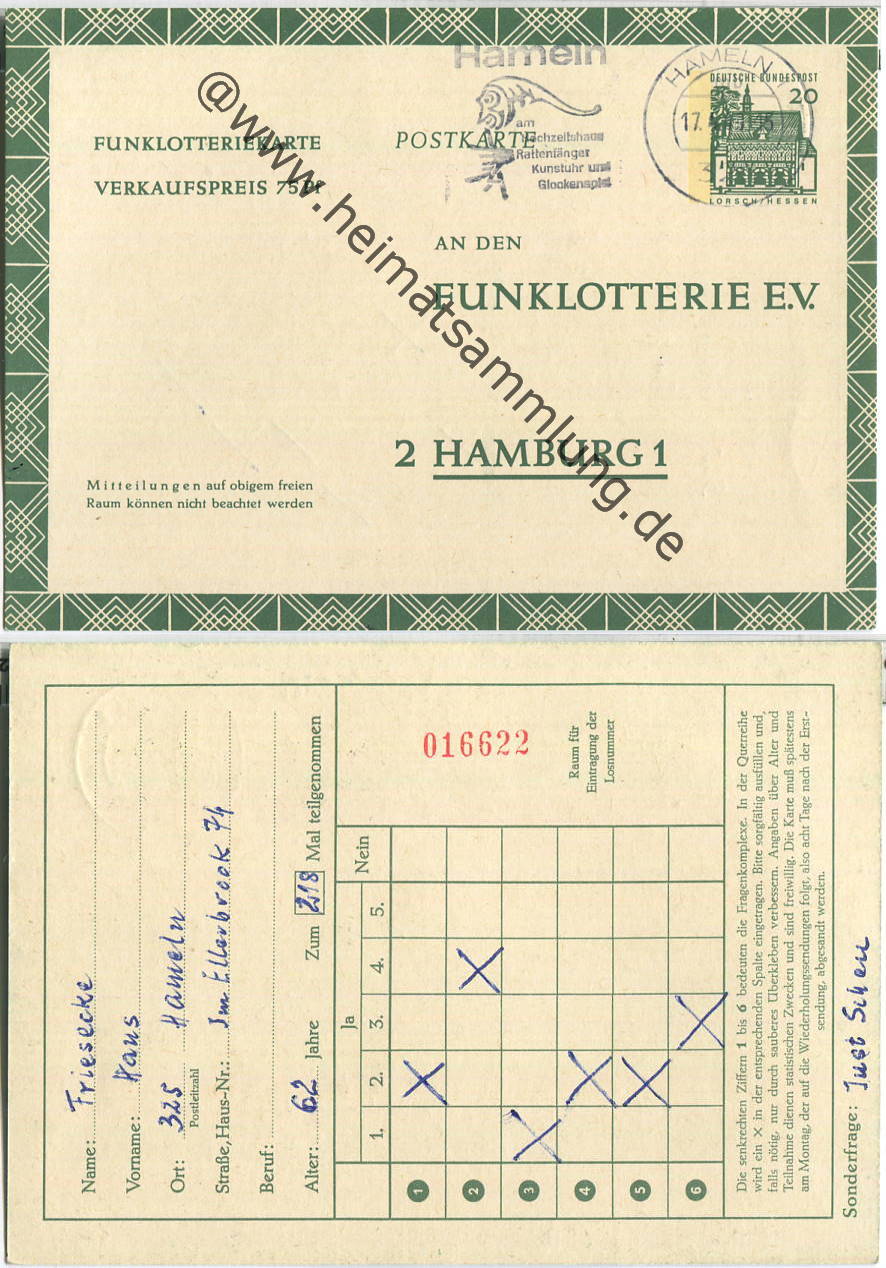 Hameln
am
Hochzeitshaus
Rattenfänger
Kunstuhr und
Glockenspiel
HAMELN 1
17.
DEUTSCHE BUNDESPOST
20
LORSCH/HESSEN
FUNKLOTTERIEKARTE
VERKAUFSPREIS 75 Pf
POSTKARTE
AN DEN
FUNKLOTTERIE E.V.
2 HAMBURG 1
Mitteilungen auf obigem freien
Raum können nicht beachtet werden
@www.heimatsammlung.de
Name: Friesecke
Vorname: Hans
Ort: 325 Hameln
Postleitzahl
Straße, Haus-Nr.: Im Ellerbrook 74
Beruf:
Alter: 62 Jahre Zum 218 Mal teilgenommen
Ja Nein
1. 2. 3. 4. 5.
1 X
2 X
3 X
4 X
5 X
6 X
016622
Raum für
Eintragung der
Losnummer
Die senkrechten Ziffern 1 bis 6 bedeuten die Fragenkomplexe. In der Querreihe
wird ein X in der entsprechenden Spalte eingetragen. Bitte sorgfältig ausfüllen und,
falls nötig, nur durch sauberes Überkleben verbessern. Angaben über Alter und
Teilnahme dienen statistischen Zwecken und sind freiwillig. Die Karte muß spätestens
am Montag, der auf die Wiederholungssendungen folgt, also acht Tage nach der Erst-
sendung, abgesandt werden.
Sonderfrage: Just Scheu